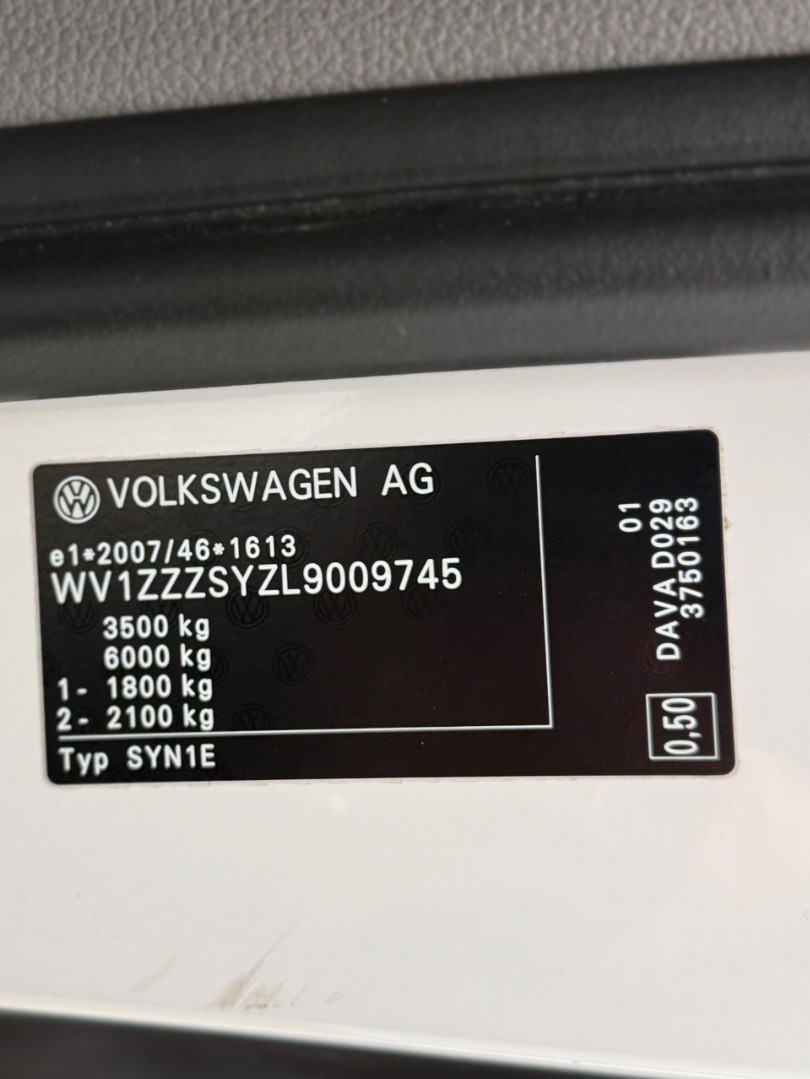 VOLKSWAGEN AG
e1*2007/46*1613
WV1ZZZSYZL9009745
3500 kg
6000 kg
1- 1800 kg
2- 2100 kg
Typ SYN1E
01
DAVA D029
3750163
0,50